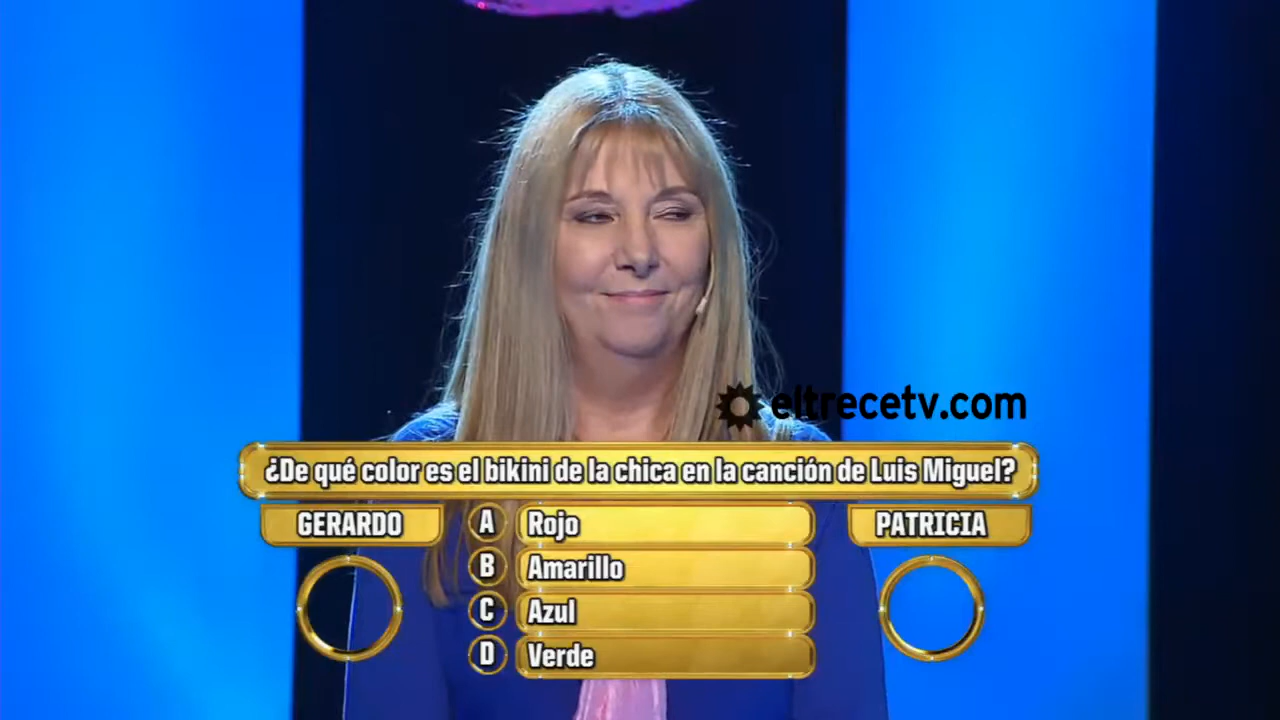 eltrecetv.com
¿De qué color es el bikini de la chica en la canción de Luis Miguel?
GERARDO
PATRICIA
A Rojo
B Amarillo
C Azul
D Verde